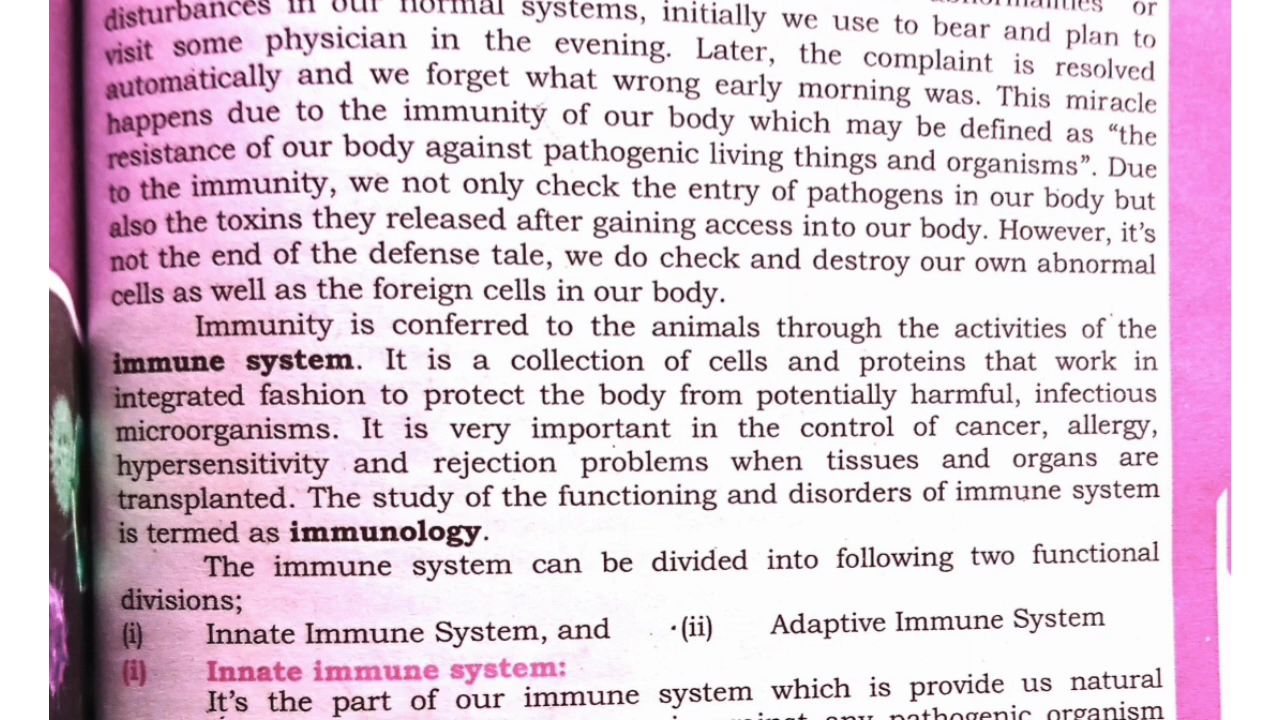 disturbances in our normal systems, initially we use to bear and plan to or
visit some physician in the evening. Later, the complaint is resolved
automatically and we forget what wrong early morning was. This miracle
happens due to the immunity of our body which may be defined as “the
resistance of our body against pathogenic living things and organisms”. Due
to the immunity, we not only check the entry of pathogens in our body but
also the toxins they released after gaining access into our body. However, it’s
not the end of the defense tale, we do check and destroy our own abnormal
cells as well as the foreign cells in our body.
Immunity is conferred to the animals through the activities of the
immune system. It is a collection of cells and proteins that work in
integrated fashion to protect the body from potentially harmful, infectious
microorganisms. It is very important in the control of cancer, allergy,
hypersensitivity and rejection problems when tissues and organs are
transplanted. The study of the functioning and disorders of immune system
is termed as immunology.
The immune system can be divided into following two functional
divisions;
(i) Innate Immune System, and (ii) Adaptive Immune System
(i) Innate immune system:
It’s the part of our immune system which is provide us natural
any pathogenic organism